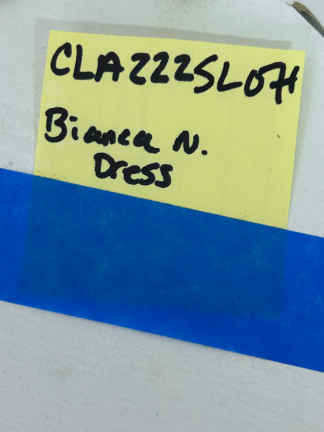 CLA222SL071
Bianca N.
Dress